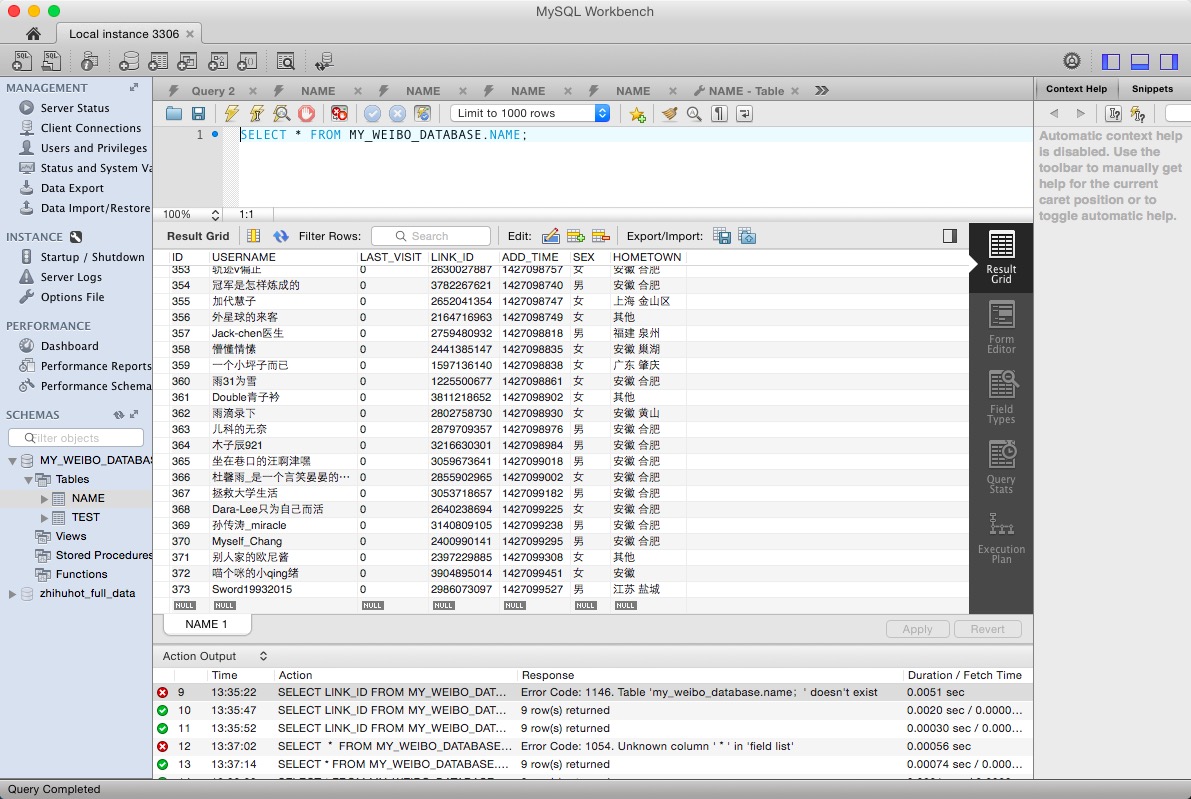 MySQL Workbench
Local instance 3306
MANAGEMENT
Server Status
Client Connections
Users and Privileges
Status and System Va
Data Export
Data Import/Restore
INSTANCE
Startup / Shutdown
Server Logs
Options File
PERFORMANCE
Dashboard
Performance Reports
Performance Schema
SCHEMAS
Filter objects
MY_WEIBO_DATABA
Tables
NAME
TEST
Views
Stored Procedures
Functions
zhihuhot_full_data
Query 2 NAME NAME NAME NAME NAME - Table
Limit to 1000 rows
1 SELECT * FROM MY_WEIBO_DATABASE.NAME;
100% 1:1
Result Grid Filter Rows: Search Edit: Export/Import:
ID USERNAME LAST_VISIT LINK_ID ADD_TIME SEX HOMETOWN
353 轨迹v偏正 0 2630027887 1427098757 女 安徽 合肥
354 冠军是怎样炼成的 0 3782267621 1427098740 男 安徽 合肥
355 加代慧子 0 2652041354 1427098747 女 上海 金山区
356 外星球的来客 0 2164716963 1427098749 女 其他
357 Jack-chen医生 0 2759480932 1427098818 男 福建 泉州
358 懵懂情愫 0 2441385147 1427098835 女 安徽 巢湖
359 一个小坪子而已 0 1597136140 1427098838 女 广东 肇庆
360 雨31为雪 0 1225500677 1427098861 女 安徽 合肥
361 Double青子衿 0 3811218652 1427098902 女 其他
362 雨滴录下 0 2802758730 1427098930 女 安徽 黄山
363 儿科的无奈 0 2879709357 1427098976 男 安徽 合肥
364 木子辰921 0 3216630301 1427098984 男 安徽 合肥
365 坐在巷口的汪啊津嘿 0 3059673641 1427099018 男 安徽 合肥
366 杜馨雨_是一个言笑晏晏的… 0 2855902965 1427099002 女 安徽 合肥
367 拯救大学生活 0 3053718657 1427099182 男 安徽 合肥
368 Dara-Lee只为自己而活 0 2640238694 1427099225 女 安徽 合肥
369 孙传涛_miracle 0 3140809105 1427099238 男 安徽 合肥
370 Myself_Chang 0 2400990141 1427099295 男 安徽 合肥
371 别人家的欧尼酱 0 2397229885 1427099308 女 其他
372 喵个咪的小qing绪 0 3904895014 1427099451 女 安徽
373 Sword19932015 0 2986073097 1427099527 男 江苏 盐城
NULL NULL NULL NULL NULL NULL NULL
NAME 1
Apply Revert
Result Grid
Form Editor
Field Types
Query Stats
Execution Plan
Context Help Snippets
Automatic context help
is disabled. Use the
toolbar to manually get
help for the current
caret position or to
toggle automatic help.
Action Output
Time Action Response Duration / Fetch Time
9 13:35:22 SELECT LINK_ID FROM MY_WEIBO_DAT... Error Code: 1146. Table 'my_weibo_database.name；' doesn't exist 0.0051 sec
10 13:35:47 SELECT LINK_ID FROM MY_WEIBO_DAT... 9 row(s) returned 0.0020 sec / 0.0000...
11 13:35:52 SELECT LINK_ID FROM MY_WEIBO_DAT... 9 row(s) returned 0.00030 sec / 0.000...
12 13:37:02 SELECT * FROM MY_WEIBO_DATABASE... Error Code: 1054. Unknown column ' * ' in 'field list' 0.00056 sec
13 13:37:14 SELECT * FROM MY_WEIBO_DATABASE.... 9 row(s) returned 0.00074 sec / 0.000...
Query Completed